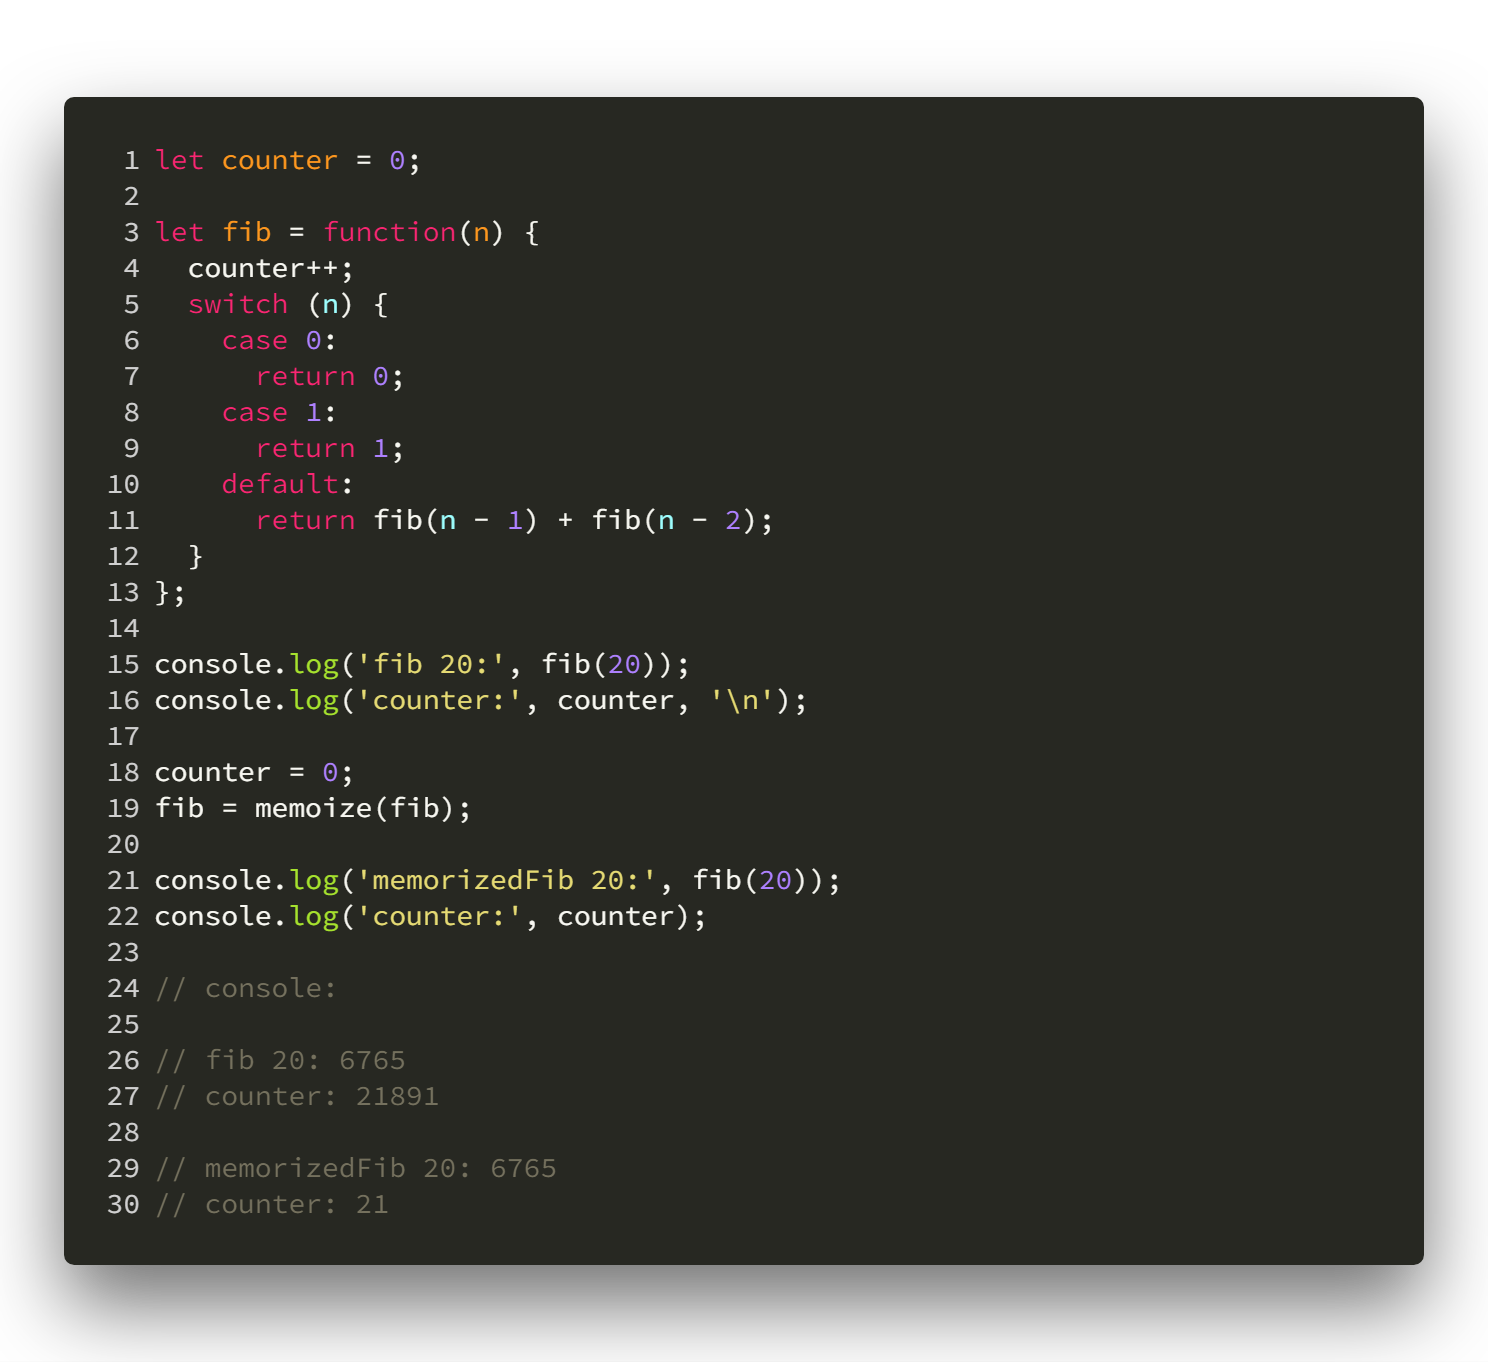 1 let counter = 0;
2
3 let fib = function(n) {
4   counter++;
5   switch (n) {
6     case 0:
7       return 0;
8     case 1:
9       return 1;
10     default:
11       return fib(n - 1) + fib(n - 2);
12   }
13 };
14
15 console.log('fib 20:', fib(20));
16 console.log('counter:', counter, '\n');
17
18 counter = 0;
19 fib = memoize(fib);
20
21 console.log('memorizedFib 20:', fib(20));
22 console.log('counter:', counter);
23
24 // console:
25
26 // fib 20: 6765
27 // counter: 21891
28
29 // memorizedFib 20: 6765
30 // counter: 21